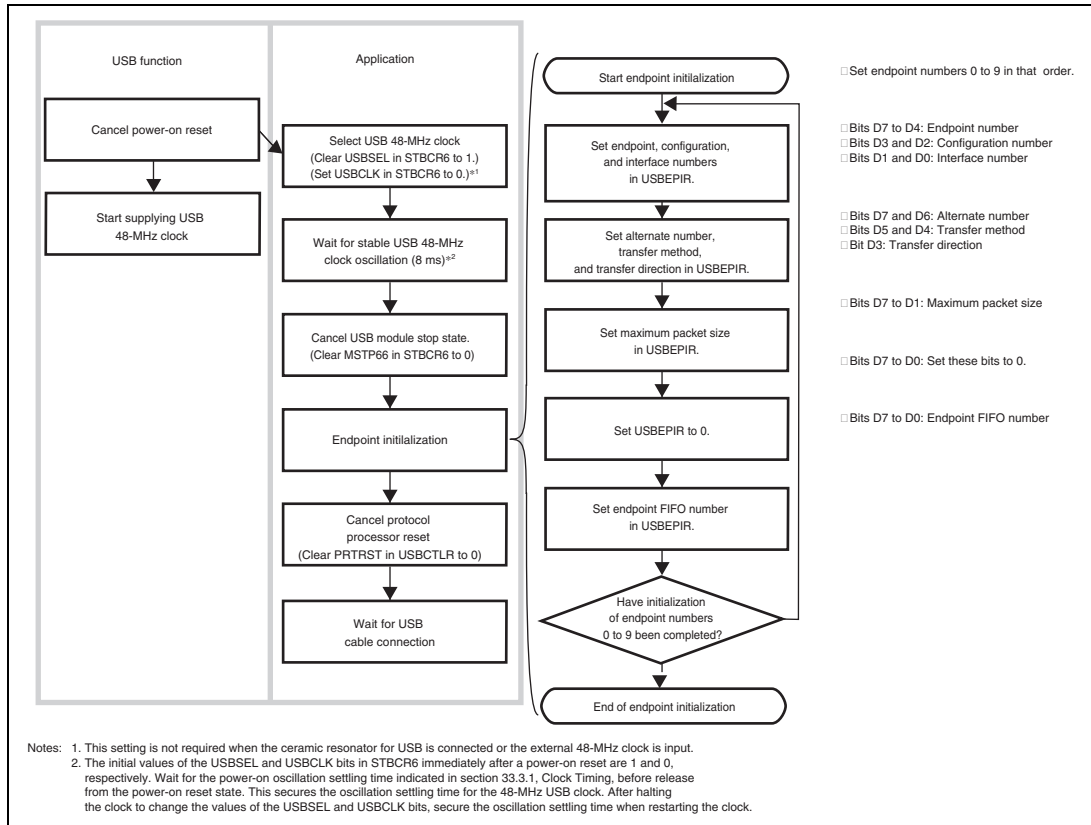 USB function
Application
Cancel power-on reset
Start supplying USB
48-MHz clock
Select USB 48-MHz clock
(Clear USBSEL in STBCR6 to 1.)
(Set USBCLK in STBCR6 to 0.)*1
Wait for stable USB 48-MHz
clock oscillation (8 ms)*2
Cancel USB module stop state.
(Clear MSTP66 in STBCR6 to 0)
Endpoint initilalization
Cancel protocol
processor reset
(Clear PRTRST in USBCTLR to 0)
Wait for USB
cable connection
Start endpoint initilalization
Set endpoint, configuration,
and interface numbers
in USBEPIR.
Set alternate number,
transfer method,
and transfer direction in USBEPIR.
Set maximum packet size
in USBEPIR.
Set USBEPIR to 0.
Set endpoint FIFO number
in USBEPIR.
Have initialization
of endpoint numbers
0 to 9 been completed?
End of endpoint initialization
□Set endpoint numbers 0 to 9 in that order.
□Bits D7 to D4: Endpoint number
□Bits D3 and D2: Configuration number
□Bits D1 and D0: Interface number
□Bits D7 and D6: Alternate number
□Bits D5 and D4: Transfer method
□Bit D3: Transfer direction
□Bits D7 to D1: Maximum packet size
□Bits D7 to D0: Set these bits to 0.
□Bits D7 to D0: Endpoint FIFO number
Notes: 1. This setting is not required when the ceramic resonator for USB is connected or the external 48-MHz clock is input.
2. The initial values of the USBSEL and USBCLK bits in STBCR6 immediately after a power-on reset are 1 and 0,
respectively. Wait for the power-on oscillation settling time indicated in section 33.3.1, Clock Timing, before release
from the power-on reset state. This secures the oscillation settling time for the 48-MHz USB clock. After halting
the clock to change the values of the USBSEL and USBCLK bits, secure the oscillation settling time when restarting the clock.